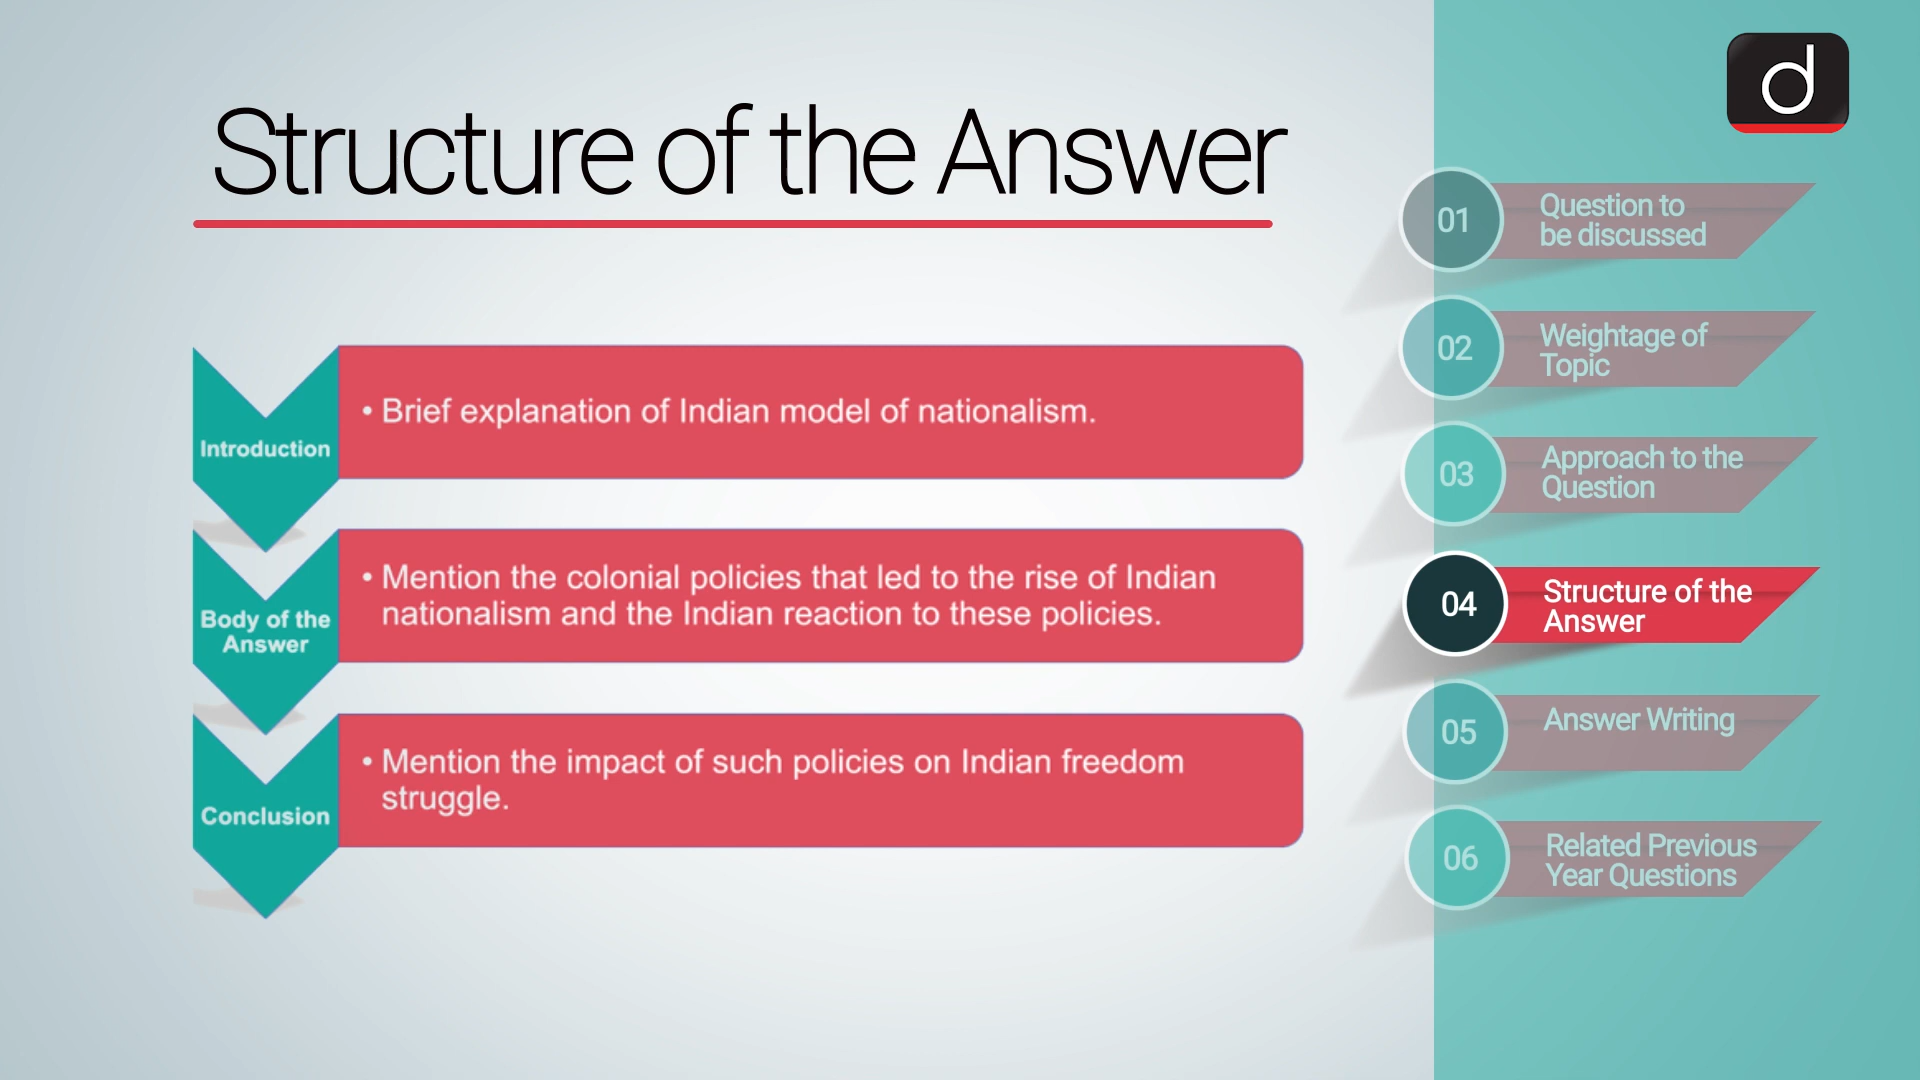 Structure of the Answer
Introduction
• Brief explanation of Indian model of nationalism.
Body of the
Answer
• Mention the colonial policies that led to the rise of Indian
nationalism and the Indian reaction to these policies.
Conclusion
• Mention the impact of such policies on Indian freedom
struggle.
d
01
Question to
be discussed
02
Weightage of
Topic
03
Approach to the
Question
04
Structure of the
Answer
05
Answer Writing
06
Related Previous
Year Questions